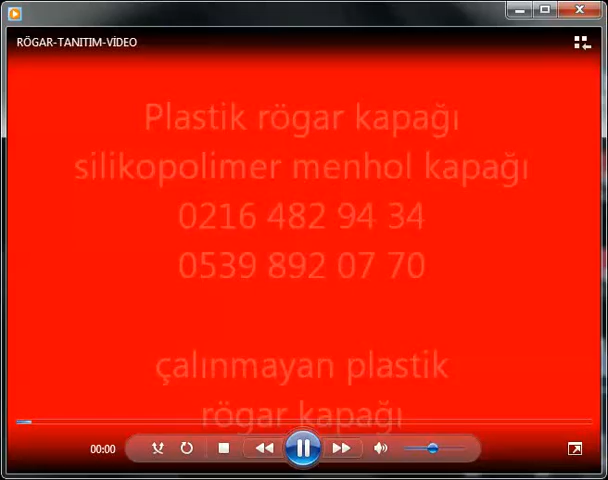 RÖGAR-TANITIM-VİDEO
Plastik rögar kapağı
silikopolimer menhol kapağı
0216 482 94 34
0539 892 07 70
çalınmayan plastik
rögar kapağı
00:00